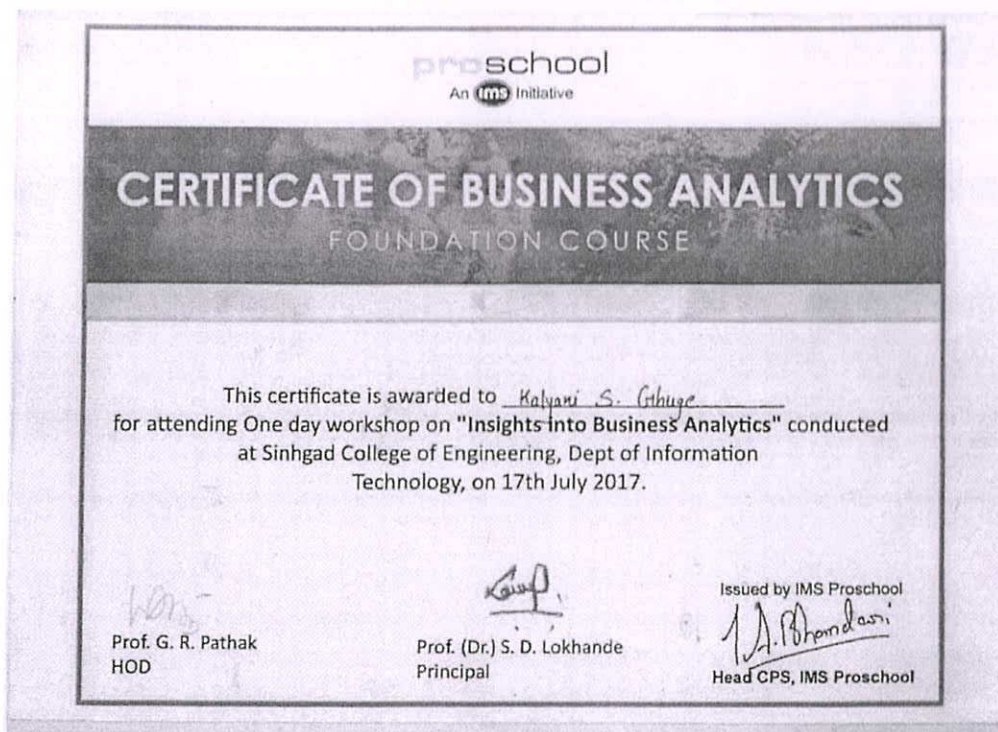 proschool
An ims Initiative
CERTIFICATE OF BUSINESS ANALYTICS
FOUNDATION COURSE
This certificate is awarded to Kalyani S. Ghuge
for attending One day workshop on "Insights into Business Analytics" conducted
at Sinhgad College of Engineering, Dept of Information
Technology, on 17th July 2017.
Prof. G. R. Pathak
HOD
Prof. (Dr.) S. D. Lokhande
Principal
Issued by IMS Proschool
Head CPS, IMS Proschool